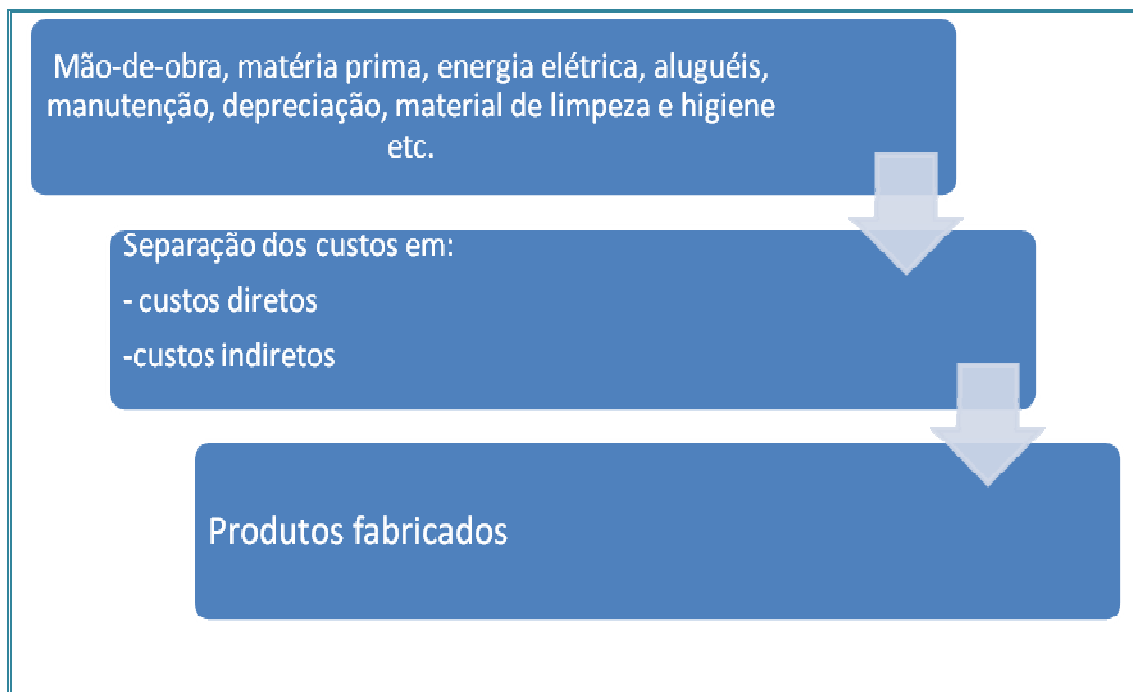 Mão-de-obra, matéria prima, energia elétrica, aluguéis,
manutenção, depreciação, material de limpeza e higiene
etc.
Separação dos custos em:
- custos diretos
-custos indiretos
Produtos fabricados